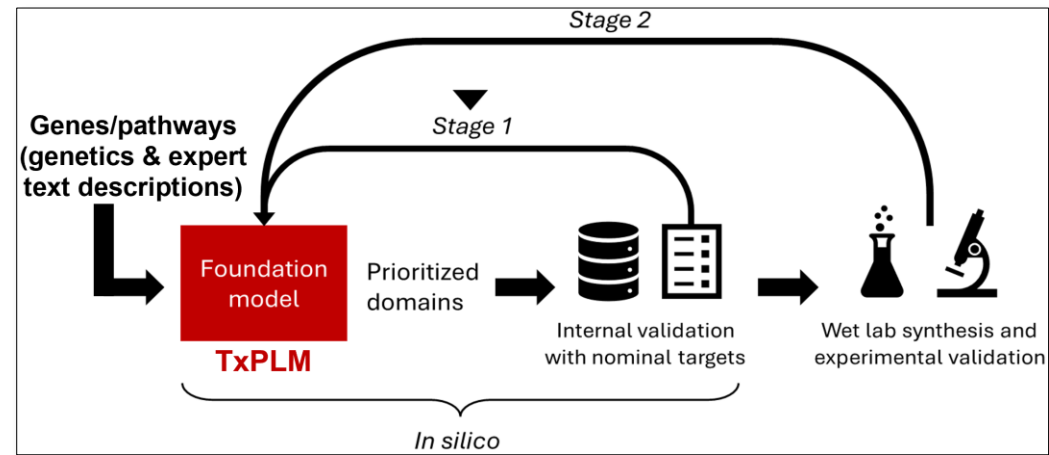 Stage 2
Stage 1
Genes/pathways
(genetics & expert
text descriptions)
Foundation
model
TxPLM
Prioritized
domains
Internal validation
with nominal targets
Wet lab synthesis and
experimental validation
In silico